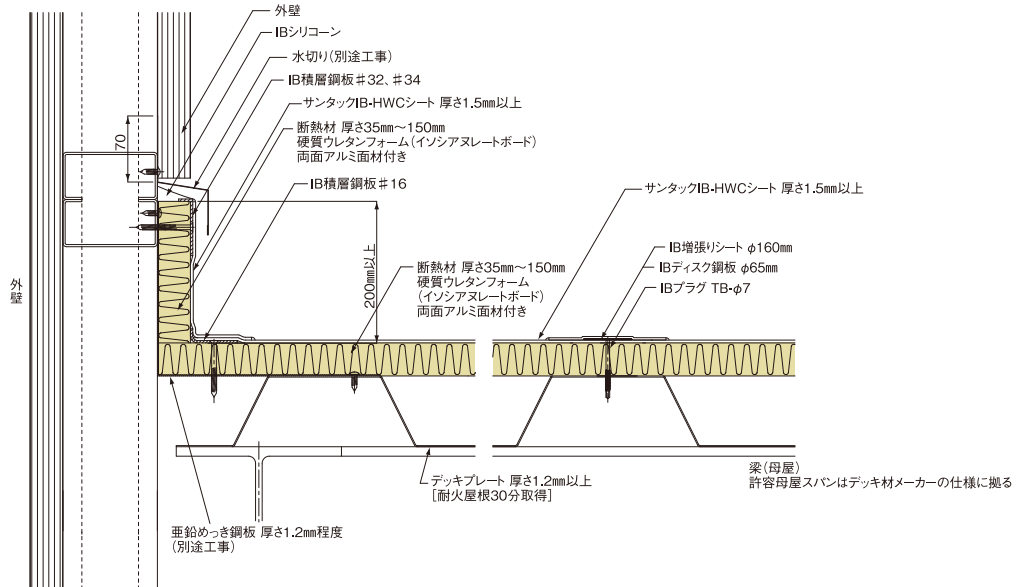 外壁
IBシリコーン
水切り(別途工事)
IB積層鋼板＃32、＃34
サンタックIB-HWCシート 厚さ1.5mm以上
断熱材 厚さ35mm〜150mm
硬質ウレタンフォーム(イソシアヌレートボード)
両面アルミ面材付き
IB積層鋼板＃16
70
200mm以上
外壁
断熱材 厚さ35mm〜150mm
硬質ウレタンフォーム
(イソシアヌレートボード)
両面アルミ面材付き
サンタックIB-HWCシート 厚さ1.5mm以上
IB増張りシート φ160mm
IBディスク鋼板 φ65mm
IBプラグ TB-φ7
デッキプレート 厚さ1.2mm以上
[耐火屋根30分取得]
梁(母屋)
許容母屋スパンはデッキ材メーカーの仕様に拠る
亜鉛めっき鋼板 厚さ1.2mm程度
(別途工事)